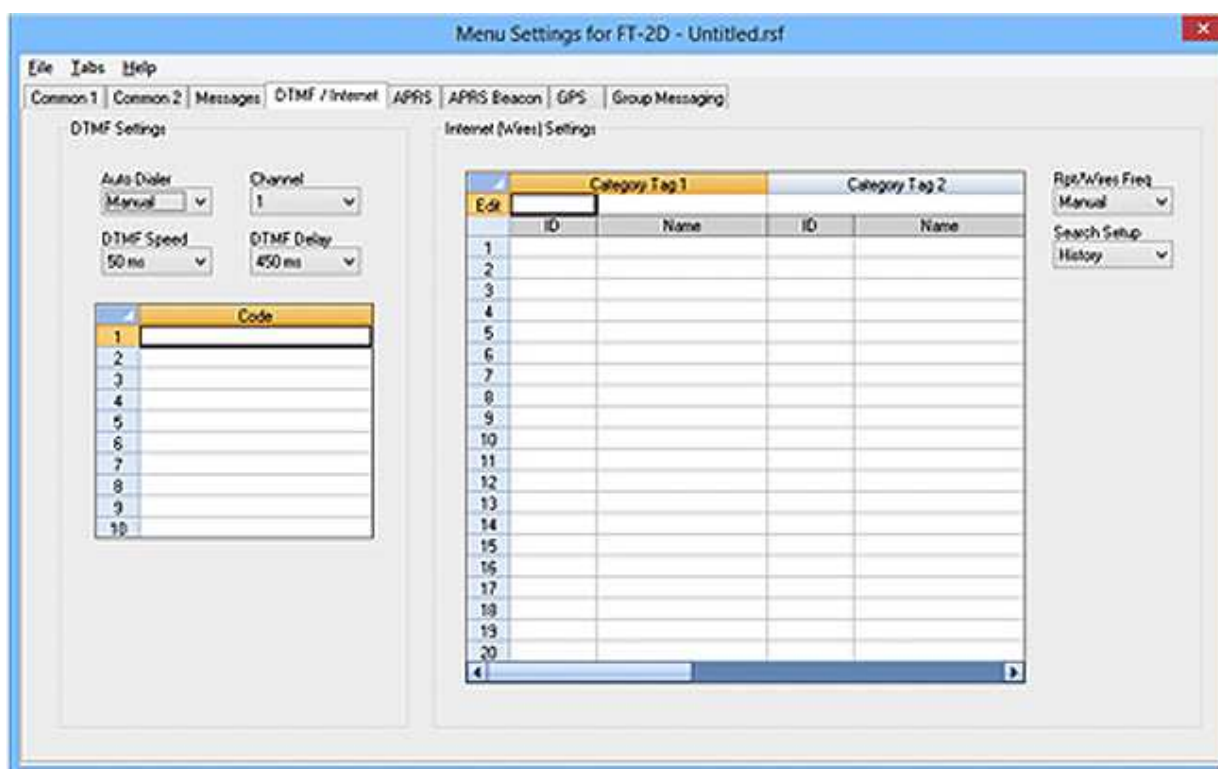 Menu Settings for FT-2D - Untitled.rsf
File Tabs Help
Common 1 Common 2 Messages DTMF / Internet APRS APRS Beacon GPS Group Messaging
DTMF Settings
Auto Dialer Channel
Manual 1
DTMF Speed DTMF Delay
50 ms 450 ms
Code
1
2
3
4
5
6
7
8
9
10
Internet (Wires) Settings
Category Tag 1 Category Tag 2
Edit
ID Name ID Name
1
2
3
4
5
6
7
8
9
10
11
12
13
14
15
16
17
18
19
20
Rpt/Wires Freq
Manual
Search Setup
History